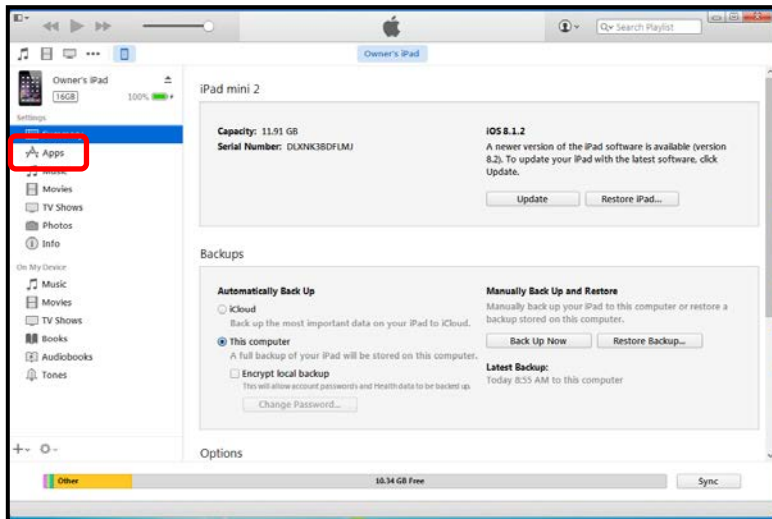 Search Playlist
Owner's iPad
Owner's iPad
16GB
100%
Settings
Summary
Apps
Music
Movies
TV Shows
Photos
Info
On My Device
Music
Movies
TV Shows
Books
Audiobooks
Tones
iPad mini 2
Capacity: 11.91 GB
Serial Number: DLXNK38DFLMJ
iOS 8.1.2
A newer version of the iPad software is available (version
8.2). To update your iPad with the latest software, click
Update.
Update
Restore iPad...
Backups
Automatically Back Up
iCloud
Back up the most important data on your iPad to iCloud.
This computer
A full backup of your iPad will be stored on this computer.
Encrypt local backup
This will allow account passwords and Health data to be backed up.
Change Password...
Manually Back Up and Restore
Manually back up your iPad to this computer or restore a
backup stored on this computer.
Back Up Now
Restore Backup...
Latest Backup:
Today 8:55 AM to this computer
Options
Other
10.34 GB Free
Sync